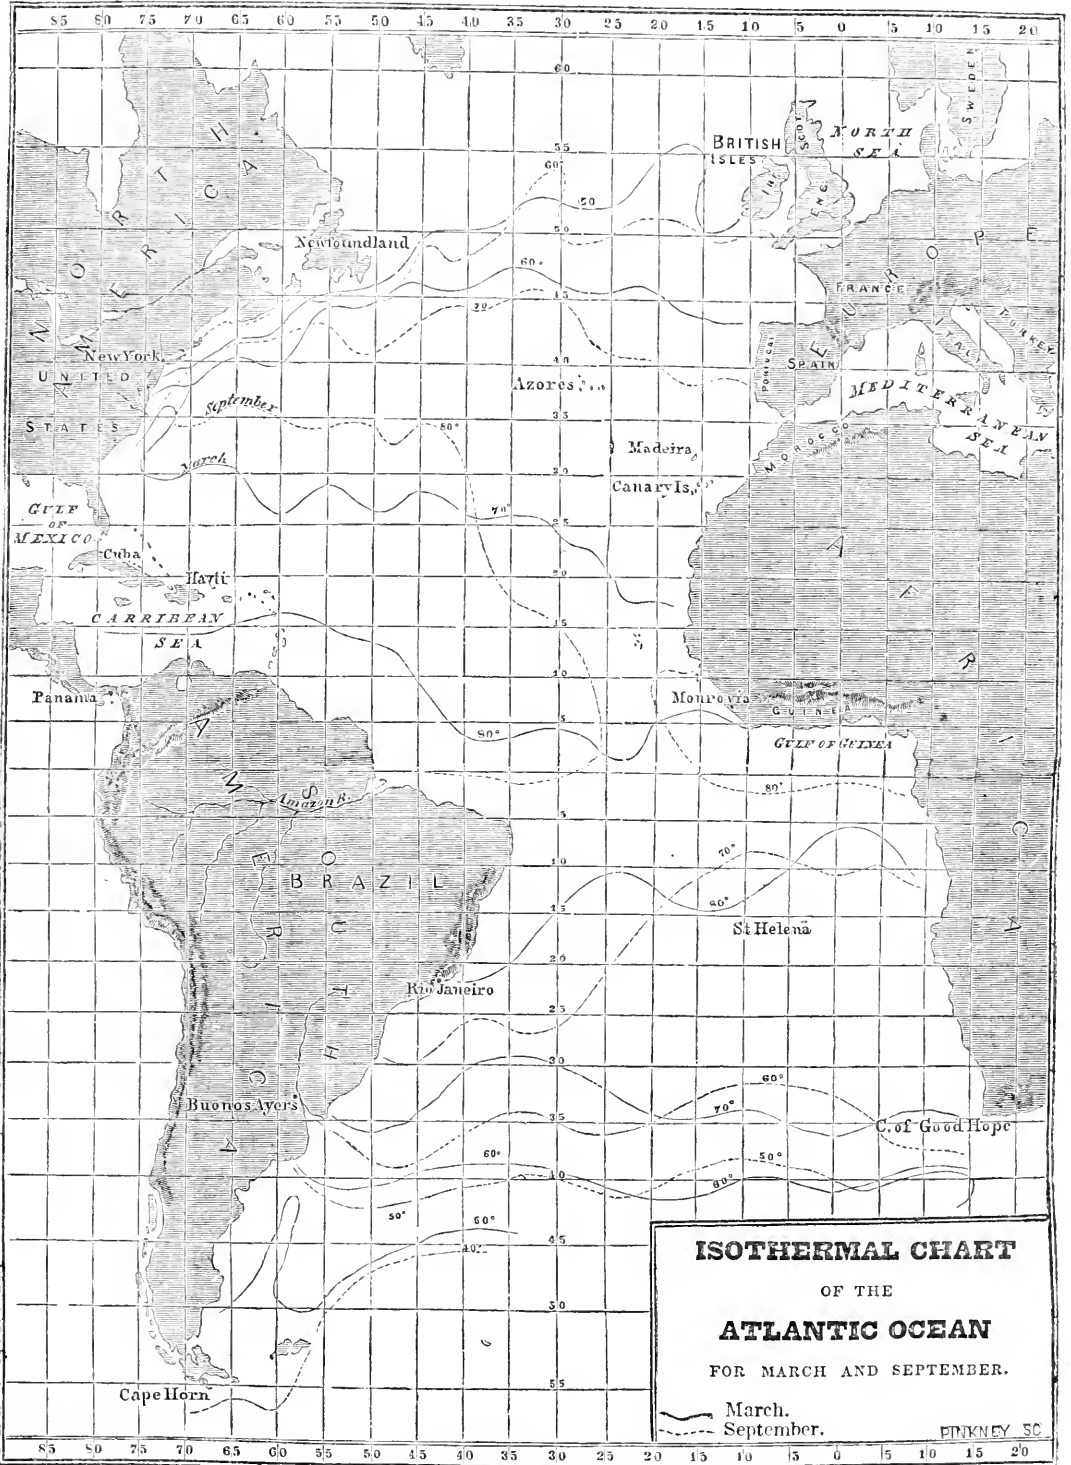 85 80 75 70 65 60 55 50 45 40 35 30 25 20 15 10 5 0 5 10 15 20
60
SWEDEN
SCOT
NORTH
SEA
BRITISH
ISLES
IRE
ENG
55
60°
50
50
NORTH
AMERICA
Newfoundland
EUROPE
60°
FRANCE
45
70°
ITALY
TURKEY
New York
UNITED
40
PORTUGAL
SPAIN
Azores
MEDITERRANEAN
SEA
September
35
STATES
80°
MOROCCO
Madeira
March
30
Canary Is.
GULF
OF
MEXICO
70°
25
AFRICA
Cuba
Hayti
20
CARRIBEAN
SEA
15
10
Panama
Monrovia
GUINEA
5
80°
GULF OF GUINEA
80°
SOUTH
AMERICA
Amazon R.
5
70°
10
BRAZIL
80°
15
St Helena
20
Rio Janeiro
25
30
60°
Buonos Ayers
70°
35
C. of Good Hope
60°
50°
40
60°
50°
50°
45
40°
50
55
Cape Horn
ISOTHERMAL CHART
OF THE
ATLANTIC OCEAN
FOR MARCH AND SEPTEMBER.
March.
September.
PINKNEY SC
85 80 75 70 65 60 55 50 45 40 35 30 25 20 15 10 5 0 5 10 15 20